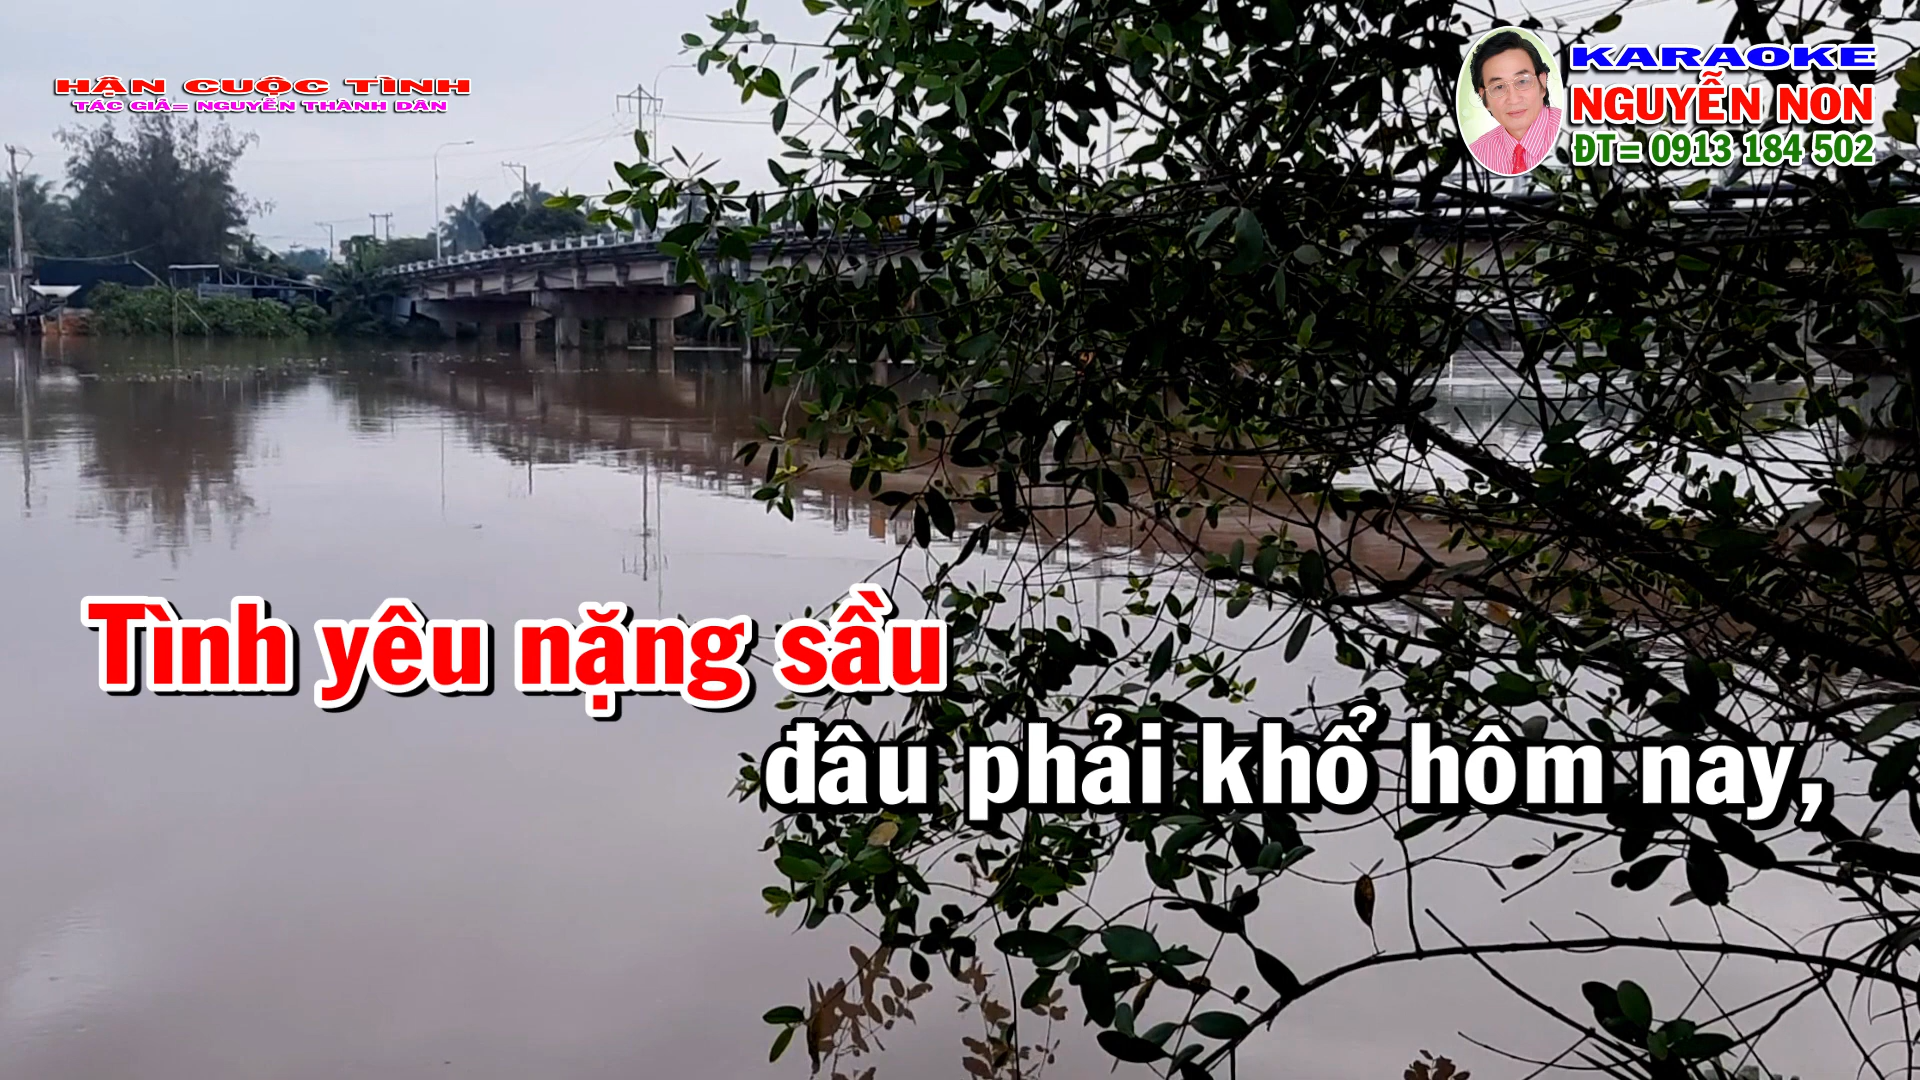 HẬN CUỘC TÌNH
TÁC GIẢ= NGUYỄN THÀNH DÂN
KARAOKE
NGUYỄN NON
ĐT= 0913 184 502
Tình yêu nặng sầu
đâu phải khổ hôm nay,